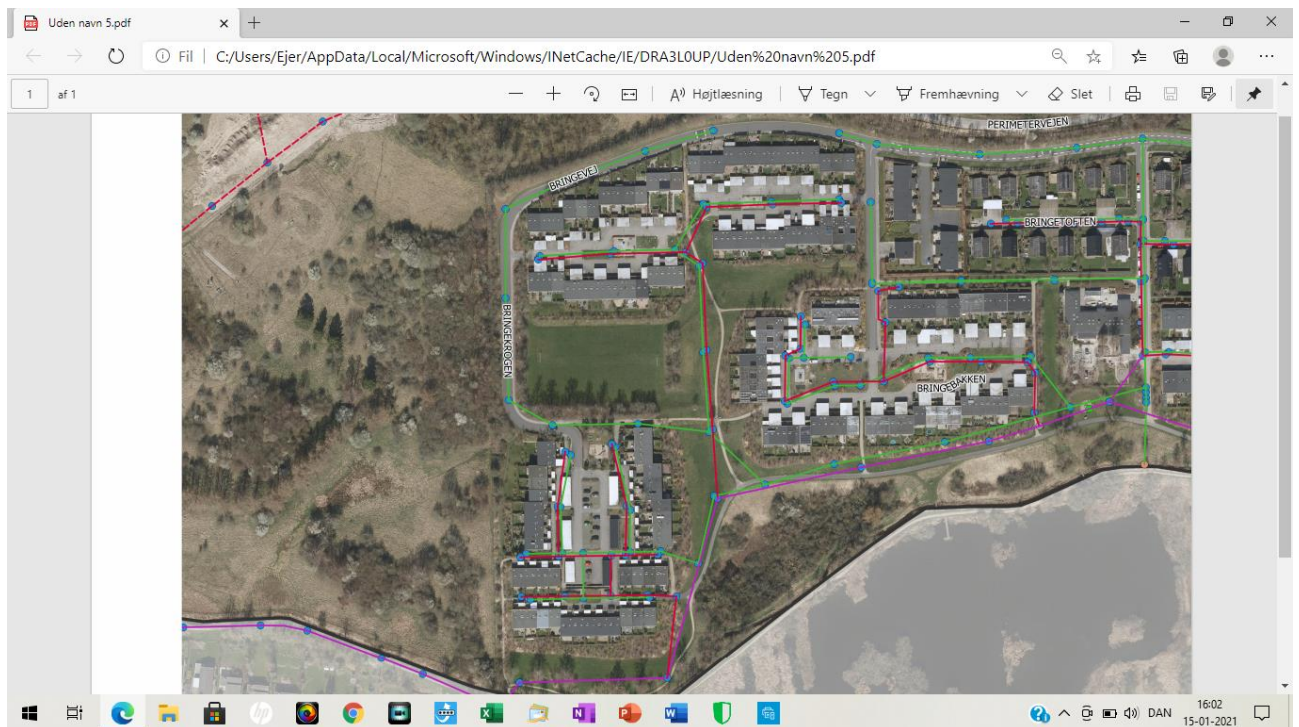 Uden navn 5.pdf
Fil | C:/Users/Ejer/AppData/Local/Microsoft/Windows/INetCache/IE/DRA3L0UP/Uden%20navn%205.pdf
1 af 1 A Højtlæsning Tegn Fremhævning Slet
PERIMETERVEJEN
BRINGEVEJ
BRINGETOFTEN
BRINGEKROGEN
BRINGEBAKKEN
DAN 16:02
15-01-2021